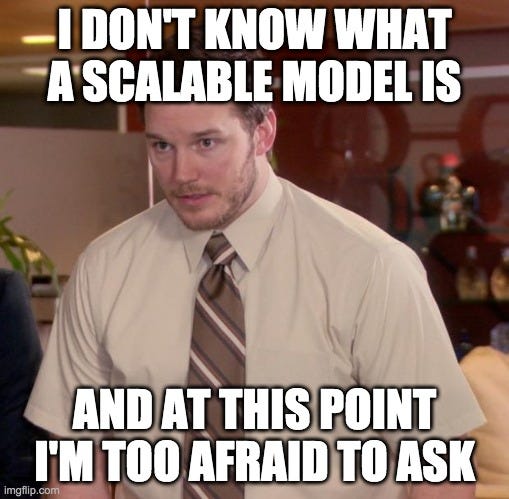 I DON'T KNOW WHAT
A SCALABLE MODEL IS
AND AT THIS POINT
I'M TOO AFRAID TO ASK
imgflip.com